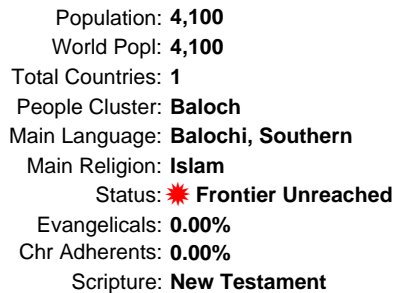 Population: 4,100
World Popl: 4,100
Total Countries: 1
People Cluster: Baloch
Main Language: Balochi, Southern
Main Religion: Islam
Status: Frontier Unreached
Evangelicals: 0.00%
Chr Adherents: 0.00%
Scripture: New Testament